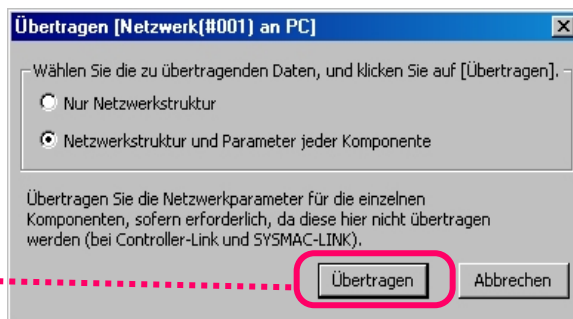 Übertragen [Netzwerk(#001) an PC]
Wählen Sie die zu übertragenden Daten, und klicken Sie auf [Übertragen].
Nur Netzwerkstruktur
Netzwerkstruktur und Parameter jeder Komponente
Übertragen Sie die Netzwerkparameter für die einzelnen
Komponenten, sofern erforderlich, da diese hier nicht übertragen
werden (bei Controller-Link und SYSMAC-LINK).
Übertragen Abbrechen